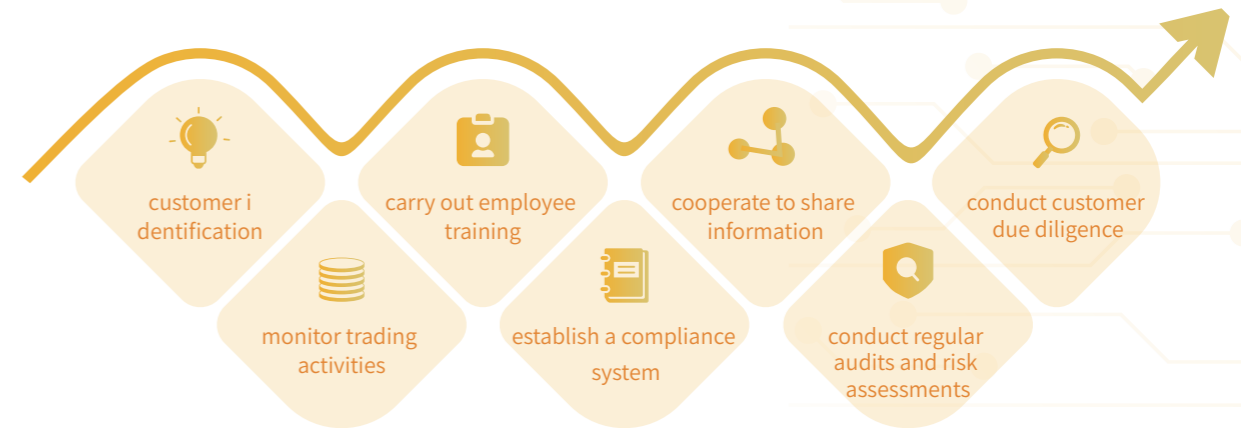 customer i
dentification
monitor trading
activities
carry out employee
training
establish a compliance
system
cooperate to share
information
conduct regular
audits and risk
assessments
conduct customer
due diligence